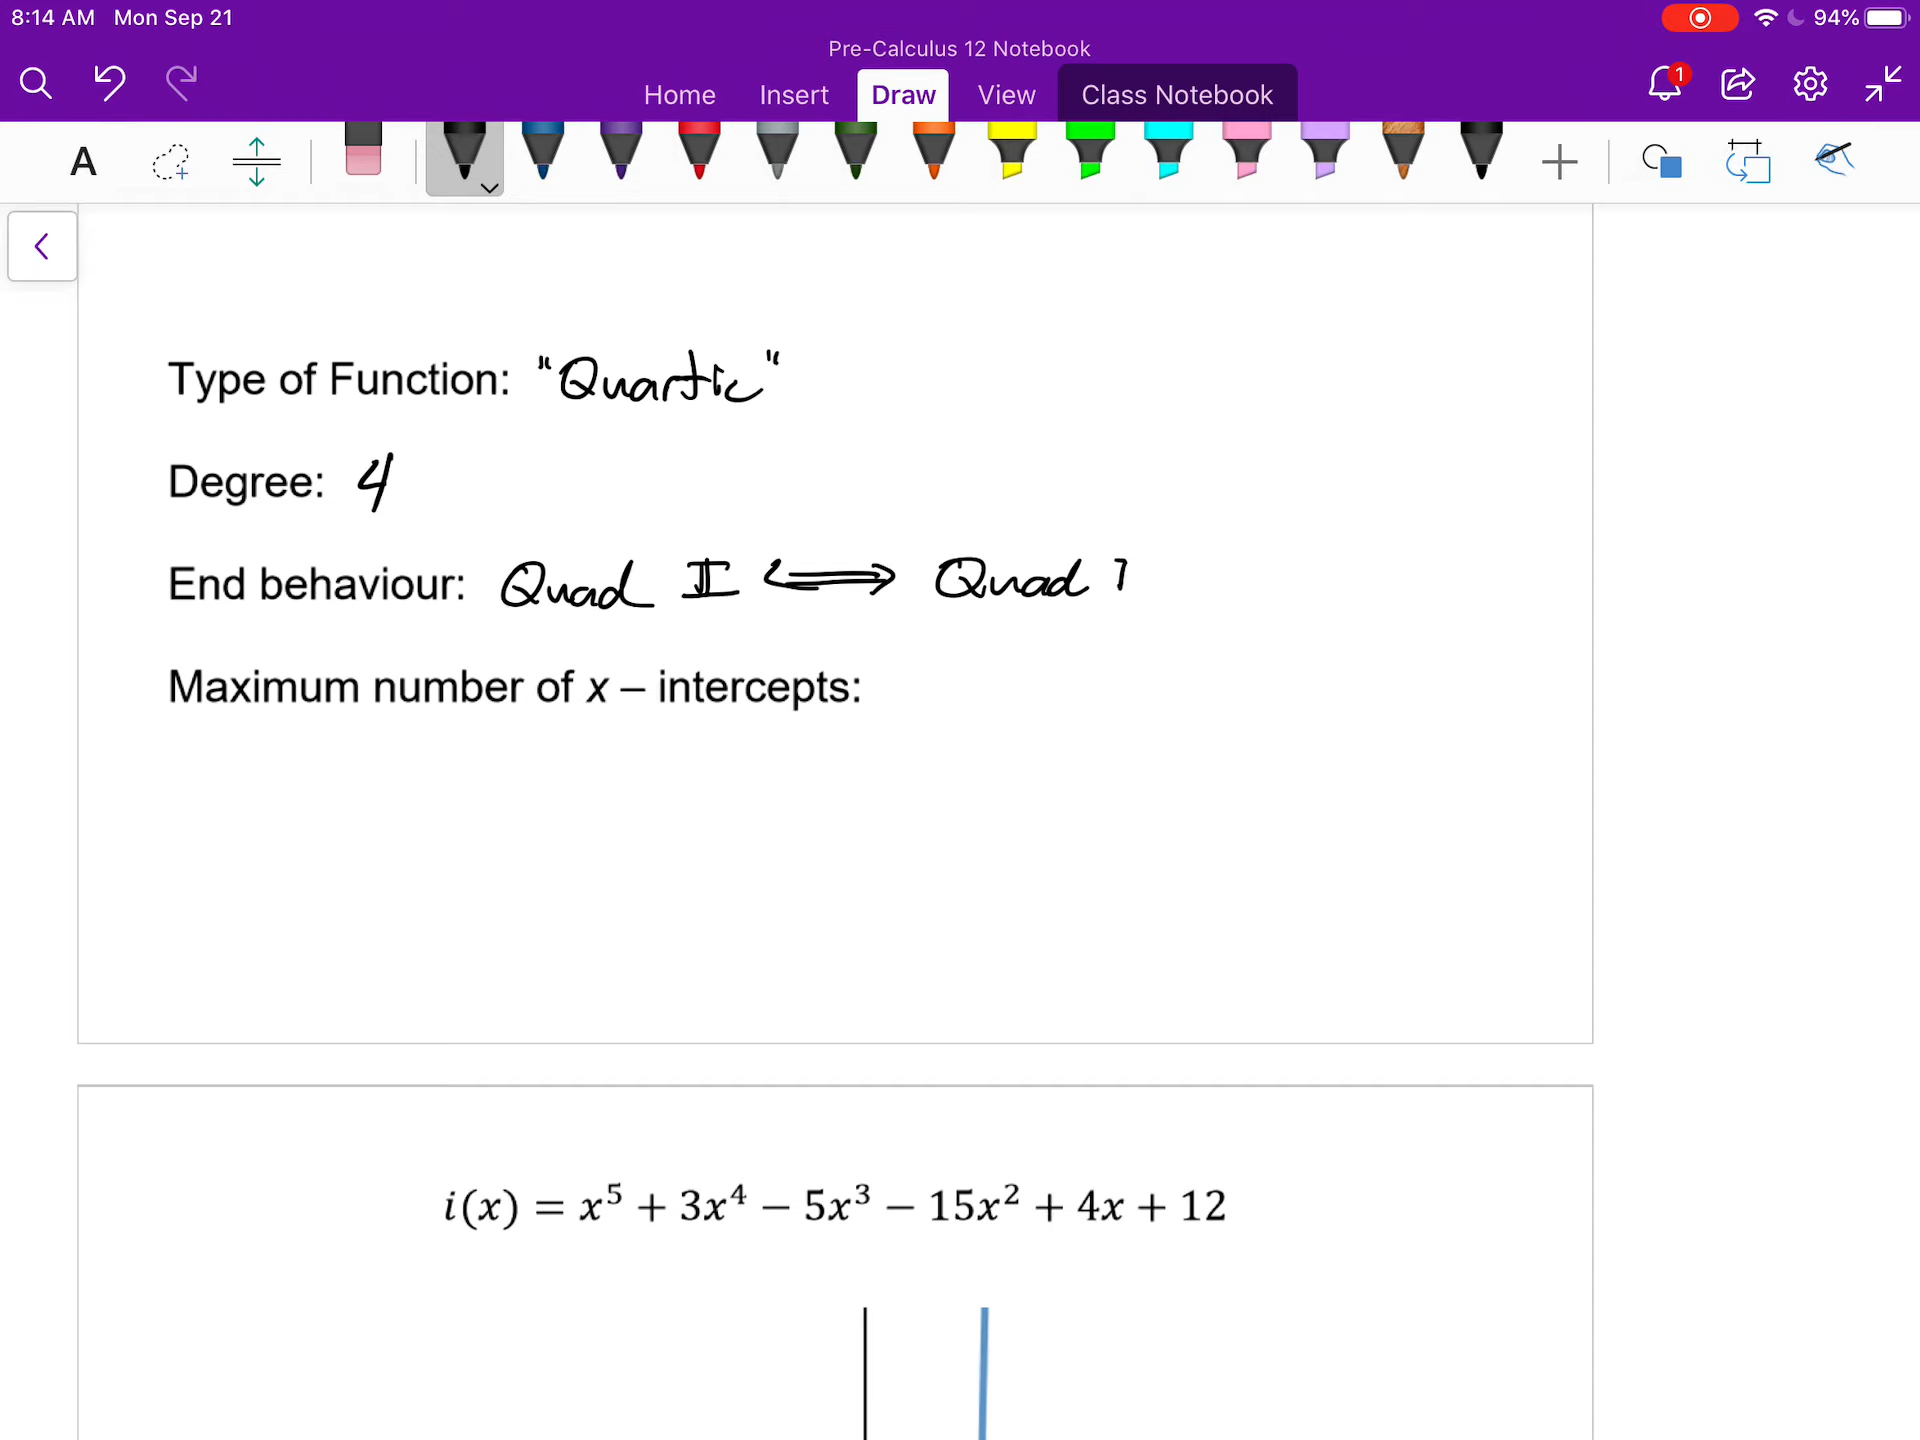 8:14 AM Mon Sep 21
94%
Pre-Calculus 12 Notebook
Home Insert Draw View Class Notebook
1
A
Type of Function: "Quartic"
Degree: 4
End behaviour: Quad II ⟺ Quad
Maximum number of x – intercepts:
i(x) = x⁵ + 3x⁴ − 5x³ − 15x² + 4x + 12